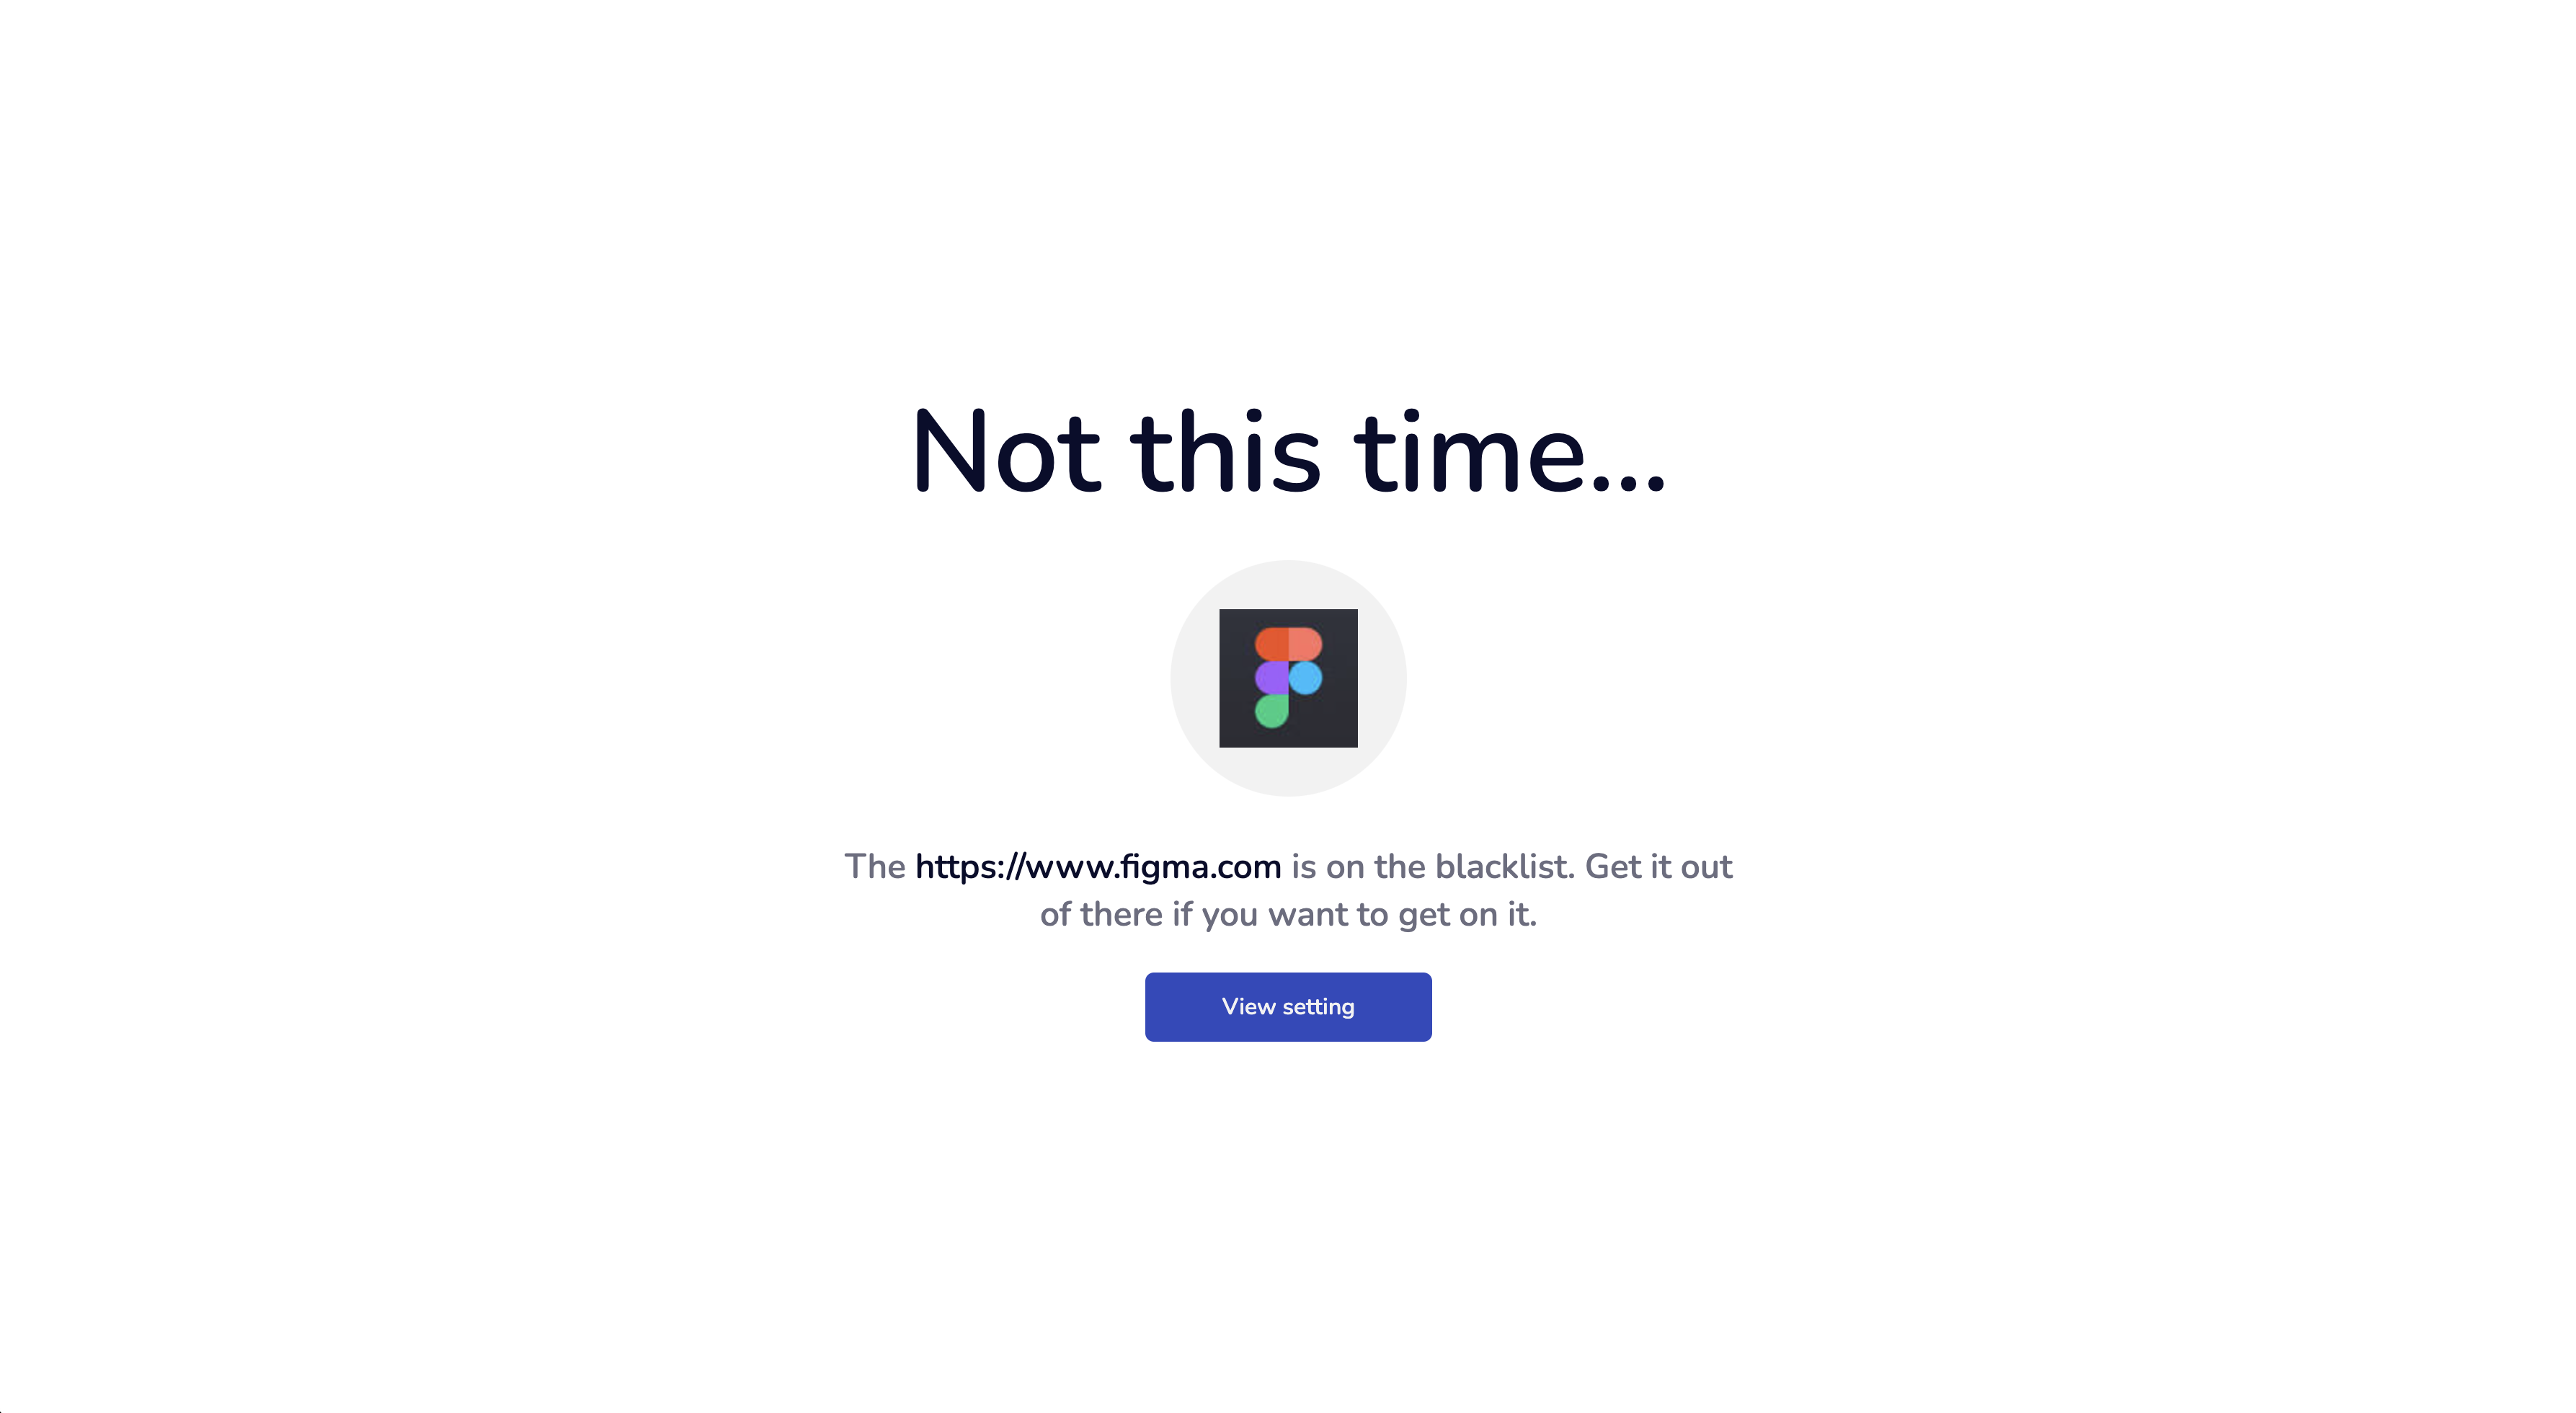 Not this time...
The https://www.figma.com is on the blacklist. Get it out
of there if you want to get on it.
View setting